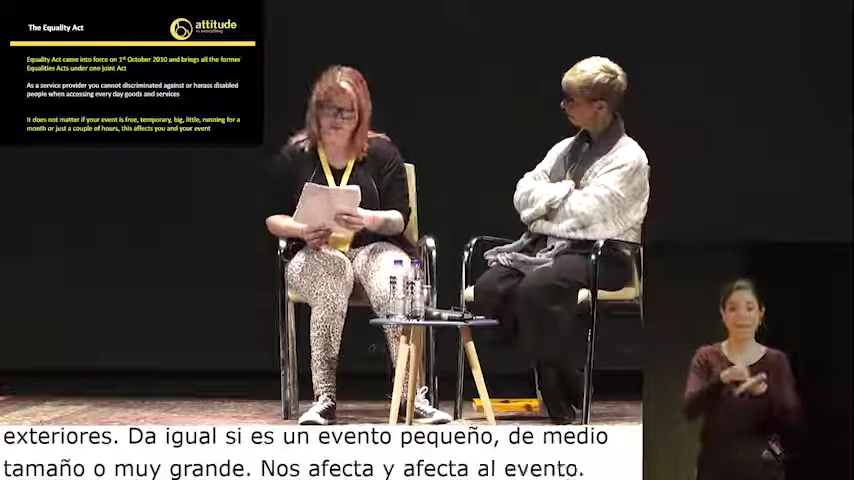 The Equality Act
attitude
is everything
Equality Act came into force on 1st October 2010 and brings all the former
Equalities Acts under one joint Act
As a service provider you cannot discriminated against or harass disabled
people when accessing every day goods and services
It does not matter if your event is free, temporary, big, little, running for a
month or just a couple of hours, this affects you and your event
exteriores. Da igual si es un evento pequeño, de medio
tamaño o muy grande. Nos afecta y afecta al evento.